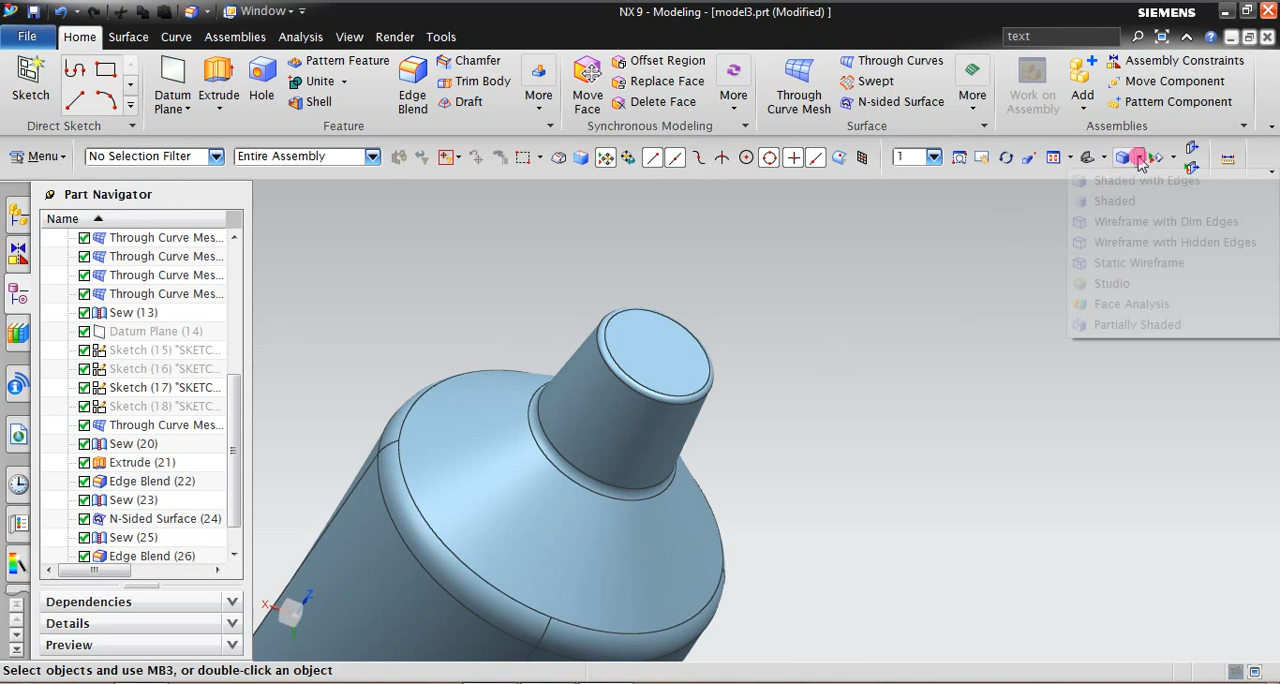 Window
NX 9 - Modeling - [model3.prt (Modified) ]
SIEMENS
File
Home
Surface
Curve
Assemblies
Analysis
View
Render
Tools
text
Sketch
Direct Sketch
Datum Plane
Extrude
Hole
Pattern Feature
Unite
Shell
Edge Blend
Chamfer
Trim Body
Draft
More
Feature
Move Face
Offset Region
Replace Face
Delete Face
More
Synchronous Modeling
Through Curve Mesh
Through Curves
Swept
N-sided Surface
More
Surface
Work on Assembly
Add
Assembly Constraints
Move Component
Pattern Component
Assemblies
Menu
No Selection Filter
Entire Assembly
1
Shaded with Edges
Shaded
Wireframe with Dim Edges
Wireframe with Hidden Edges
Static Wireframe
Studio
Face Analysis
Partially Shaded
Part Navigator
Name
Through Curve Mes...
Through Curve Mes...
Through Curve Mes...
Through Curve Mes...
Sew (13)
Datum Plane (14)
Sketch (15) "SKETC...
Sketch (16) "SKETC...
Sketch (17) "SKETC...
Sketch (18) "SKETC...
Through Curve Mes...
Sew (20)
Extrude (21)
Edge Blend (22)
Sew (23)
N-Sided Surface (24)
Sew (25)
Edge Blend (26)
Dependencies
Details
Preview
X
Z
Y
Select objects and use MB3, or double-click an object